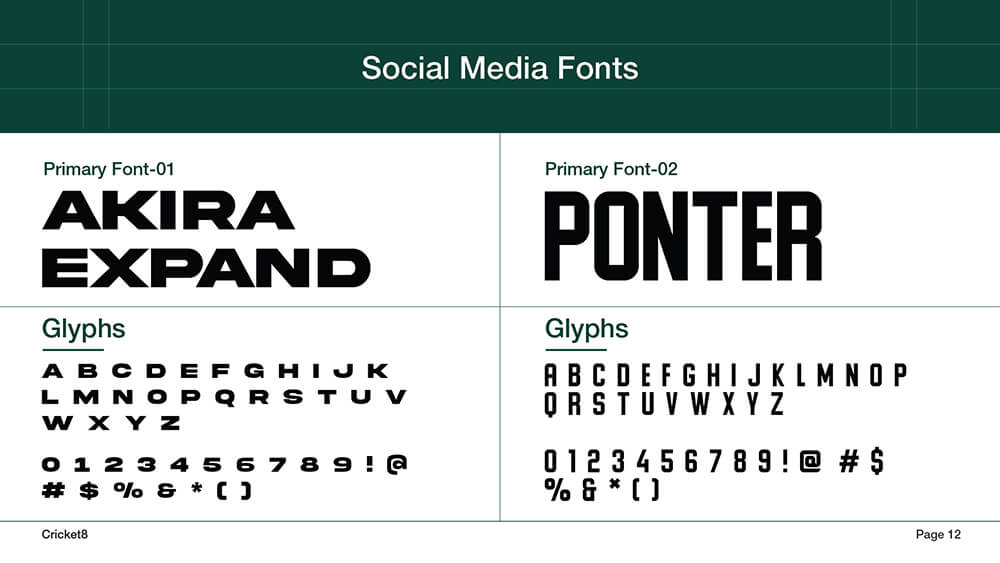 Social Media Fonts
Primary Font-01
AKIRA
EXPAND
Glyphs
A B C D E F G H I J K
L M N O P Q R S T U V
W X Y Z
0 1 2 3 4 5 6 7 8 9 ! @
# $ % & * ( )
Primary Font-02
PONTER
Glyphs
A B C D E F G H I J K L M N O P
Q R S T U V W X Y Z
0 1 2 3 4 5 6 7 8 9 ! @ # $
% & * ( )
Cricket8
Page 12